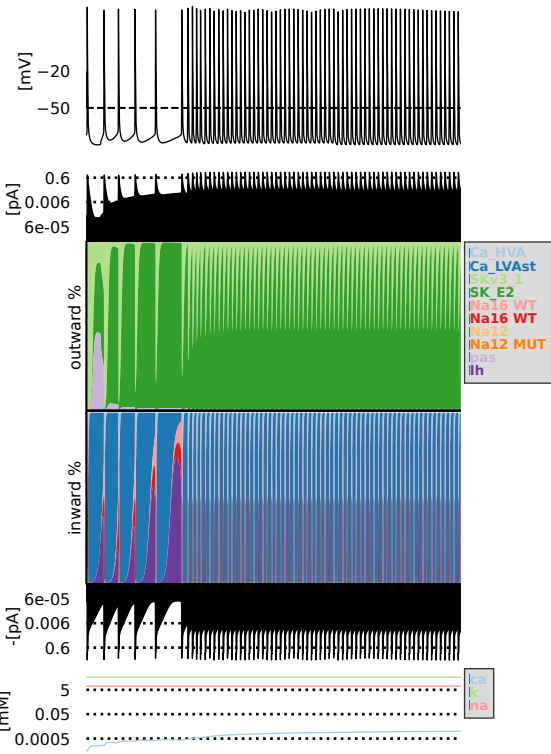 [mV]
−20
−50
[pA]
0.6
0.006
6e-05
outward %
Ca_HVA
Ca_LVAst
SKv3_1
SK_E2
Na16 WT
Na16 WT
Na12
Na12 MUT
pas
Ih
inward %
-[pA]
6e-05
0.006
0.6
[mM]
5
0.05
0.0005
ca
k
na